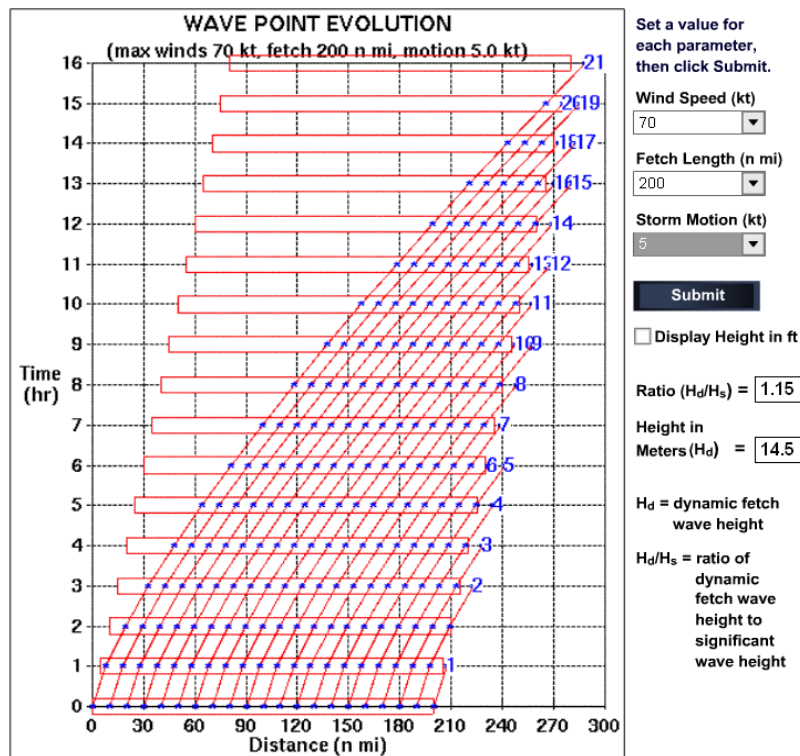 WAVE POINT EVOLUTION
(max winds 70 kt, fetch 200 n mi, motion 5.0 kt)
16
21
15
20 19
14
18 17
13
16 15
12
14
11
13 12
10
11
9
10 9
Time
(hr)
8
8
7
7
6
6 5
5
4
4
3
3
2
2
1
1
0
0 30 60 90 120 150 180 210 240 270 300
Distance (n mi)
Set a value for
each parameter,
then click Submit.
Wind Speed (kt)
70
Fetch Length (n mi)
200
Storm Motion (kt)
5
Submit
Display Height in ft
Ratio (Hd/Hs) = 1.15
Height in
Meters (Hd) = 14.5
Hd = dynamic fetch
wave height
Hd/Hs = ratio of
dynamic
fetch wave
height to
significant
wave height